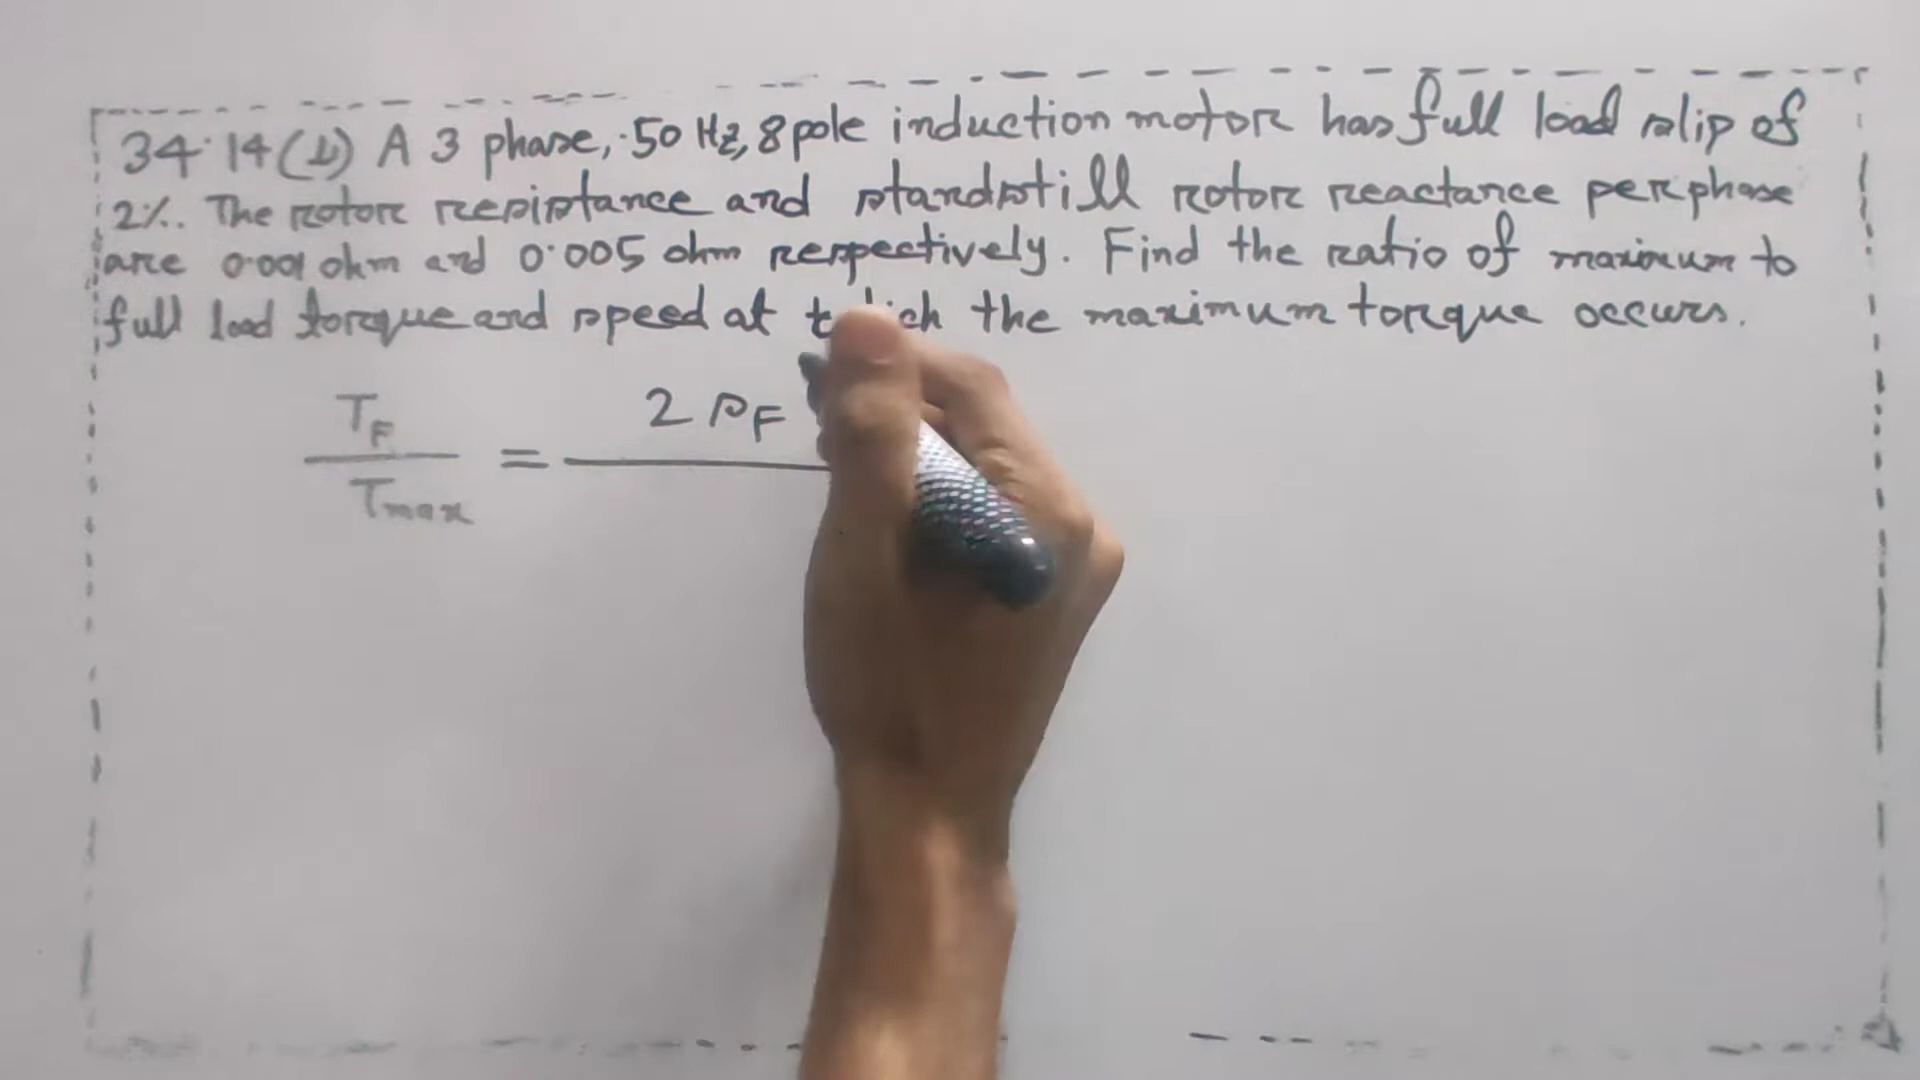 34.14(1) A 3 phase, 50 Hz, 8 pole induction motor has full load slip of
2%. The rotor resistance and standstill rotor reactance per phase
are 0.001 ohm and 0.005 ohm respectively. Find the ratio of maximum to
full load torque and speed at the maximum torque occurs.
T_F / T_max = 2 s_F